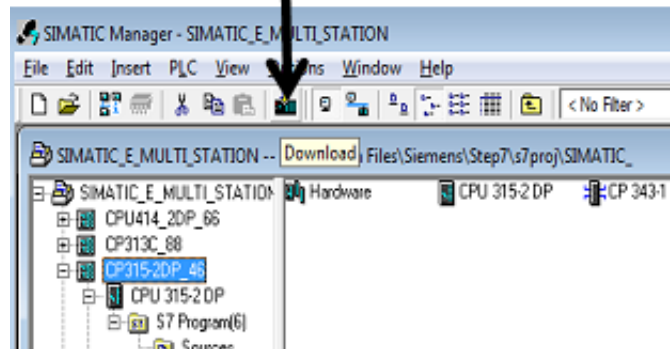 SIMATIC Manager - SIMATIC_E_MULTI_STATION
File Edit Insert PLC View ns Window Help
< No Filter >
SIMATIC_E_MULTI_STATION -- Files\Siemens\Step7\s7proj\SIMATIC_
Download
SIMATIC_E_MULTI_STATION Hardware CPU 315-2 DP CP 343-1
CPU414_2DP_66
CP313C_88
CP315-2DP_46
CPU 315-2 DP
S7 Program(6)
Sources